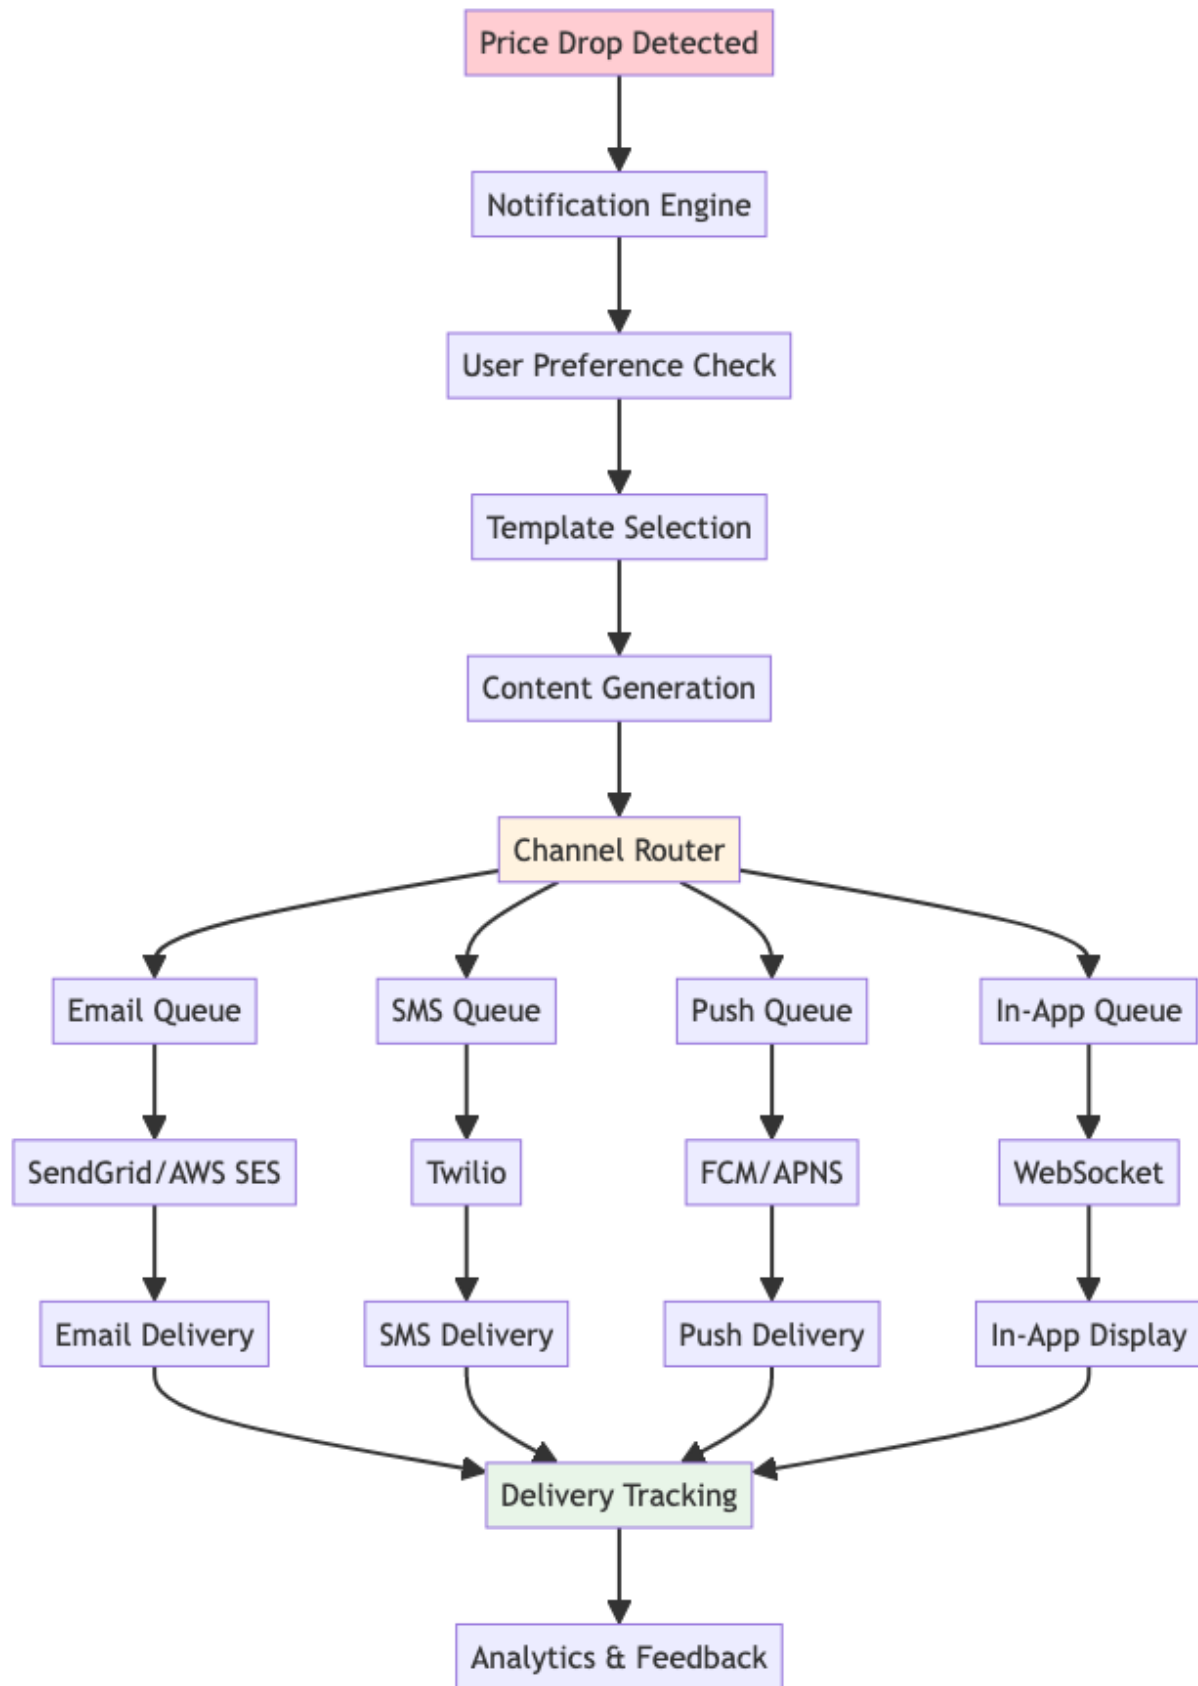 Price Drop Detected
Notification Engine
User Preference Check
Template Selection
Content Generation
Channel Router
Email Queue
SMS Queue
Push Queue
In-App Queue
SendGrid/AWS SES
Twilio
FCM/APNS
WebSocket
Email Delivery
SMS Delivery
Push Delivery
In-App Display
Delivery Tracking
Analytics & Feedback